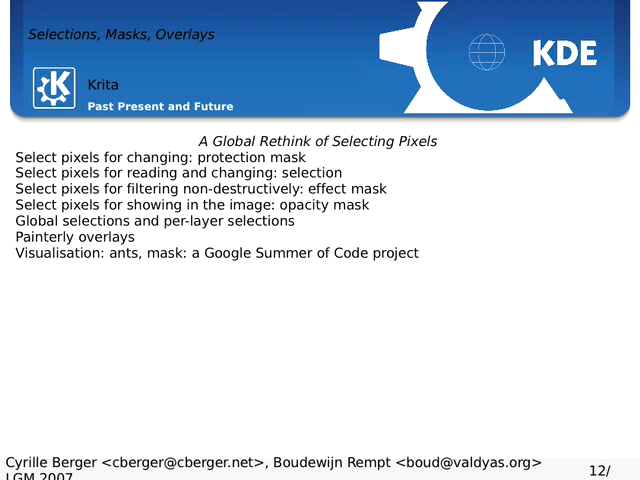 Selections, Masks, Overlays
KDE
Krita
Past Present and Future
A Global Rethink of Selecting Pixels
Select pixels for changing: protection mask
Select pixels for reading and changing: selection
Select pixels for filtering non-destructively: effect mask
Select pixels for showing in the image: opacity mask
Global selections and per-layer selections
Painterly overlays
Visualisation: ants, mask: a Google Summer of Code project
Cyrille Berger <cberger@cberger.net>, Boudewijn Rempt <boud@valdyas.org>
LGM 2007
12/